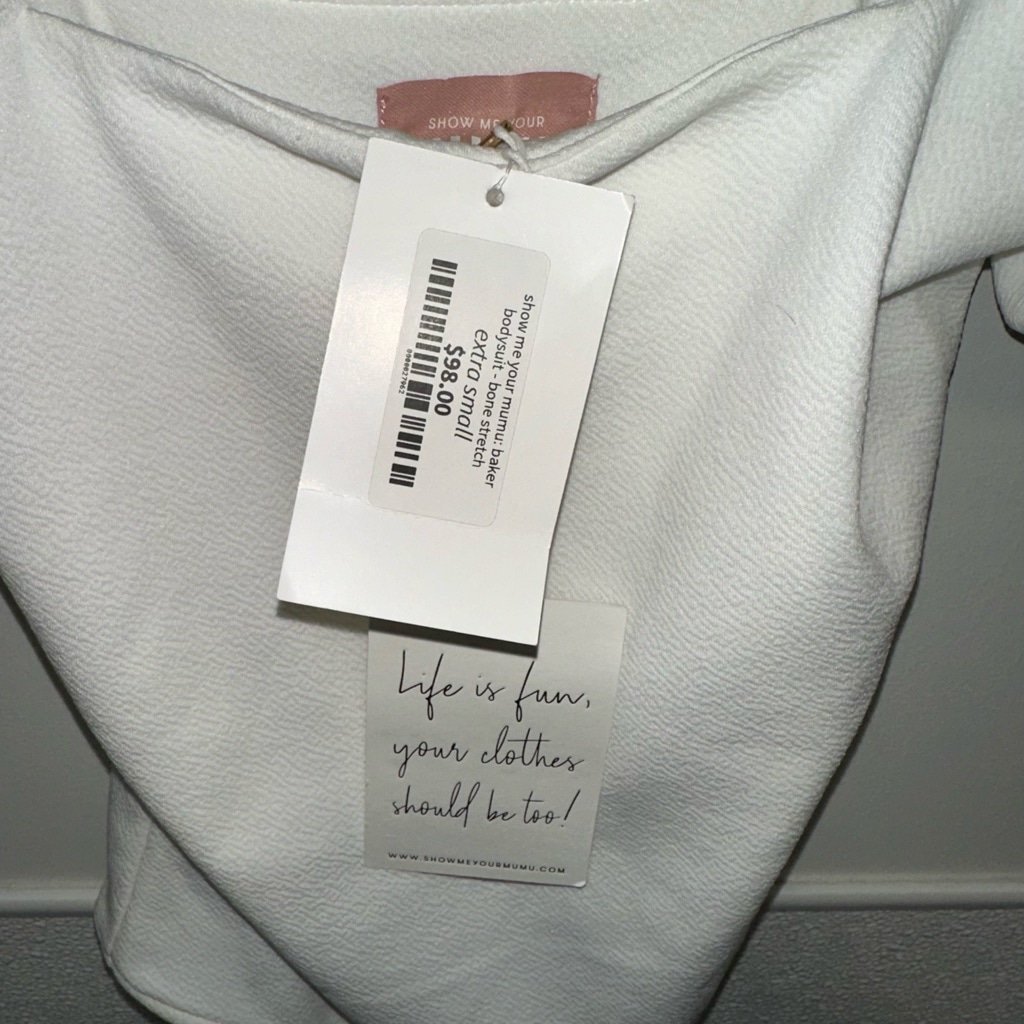 SHOW ME YOUR
show me your mumu: baker
bodysuit - bone stretch
extra small
$98.00
0000027962
Life is fun,
your clothes
should be too!
WWW.SHOWMEYOURMUMU.COM